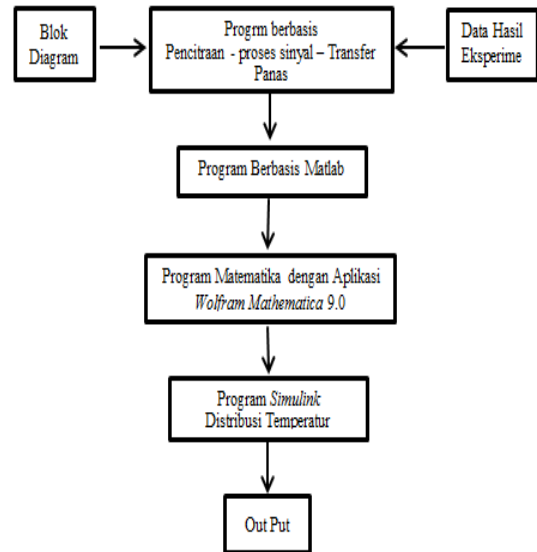 Blok
Diagram
Progrm berbasis
Pencitraan - proses sinyal – Transfer
Panas
Data Hasil
Eksperime
Program Berbasis Matlab
Program Matematika dengan Aplikasi
Wolfram Mathematica 9.0
Program Simulink
Distribusi Temperatur
Out Put